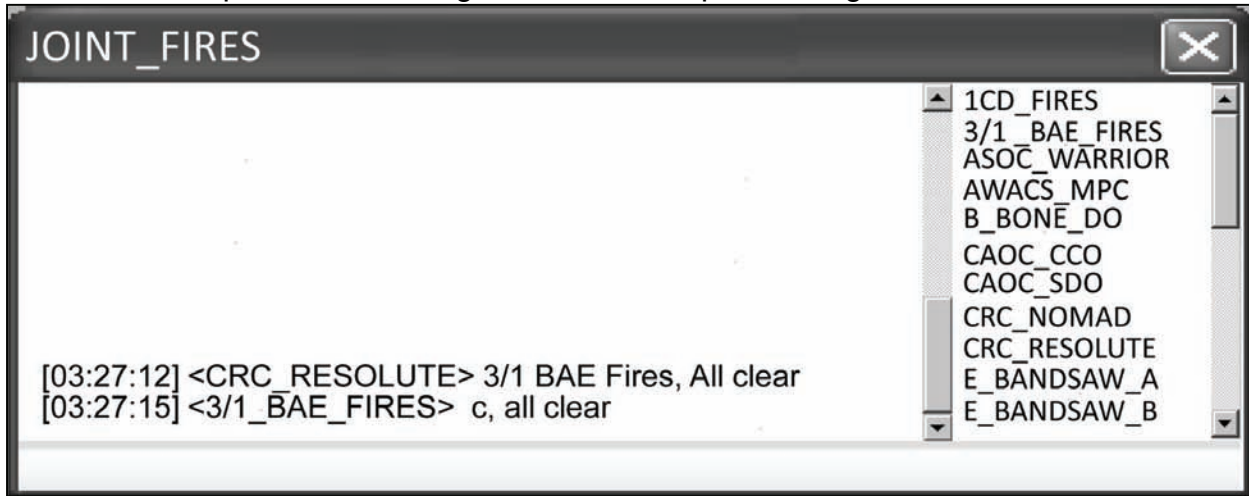 JOINT_FIRES
[03:27:12] <CRC_RESOLUTE> 3/1 BAE Fires, All clear
[03:27:15] <3/1_BAE_FIRES> c, all clear
1CD_FIRES
3/1_BAE_FIRES
ASOC_WARRIOR
AWACS_MPC
B_BONE_DO
CAOC_CCO
CAOC_SDO
CRC_NOMAD
CRC_RESOLUTE
E_BANDSAW_A
E_BANDSAW_B